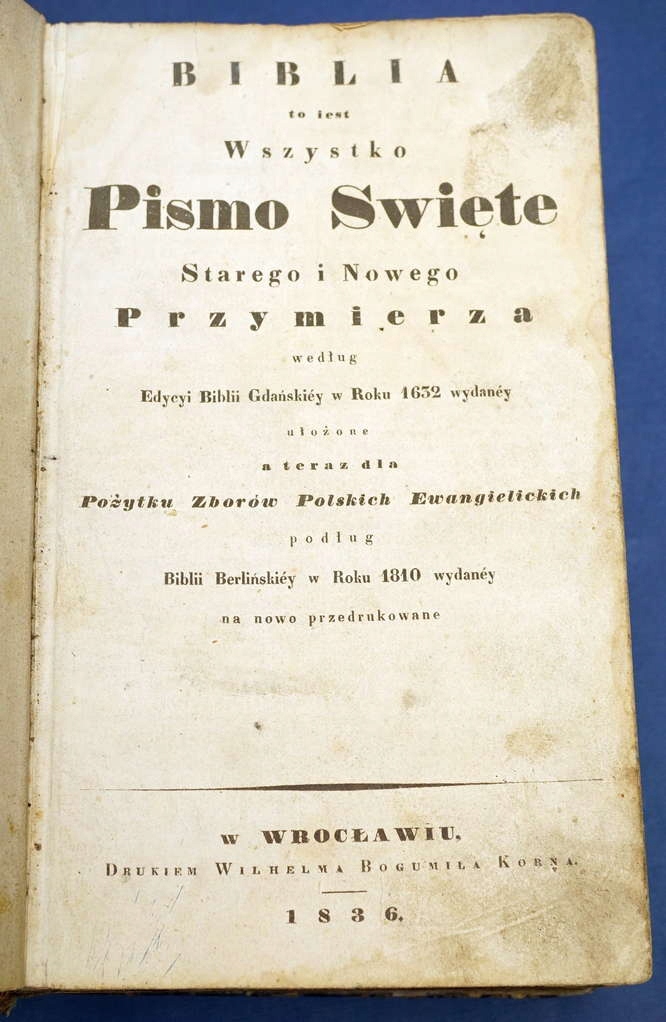 BIBLIA
to iest
Wszystko
Pismo Swięte
Starego i Nowego
Przymierza
według
Edycyi Biblii Gdańskiéy w Roku 1632 wydanéy
ułożone
a teraz dla
Pożytku Zborów Polskich Ewangielickich
podług
Biblii Berlińskiéy w Roku 1810 wydanéy
na nowo przedrukowane
w WROCŁAWIU,
Drukiem Wilhelma Bogumiła Korna.
1836.